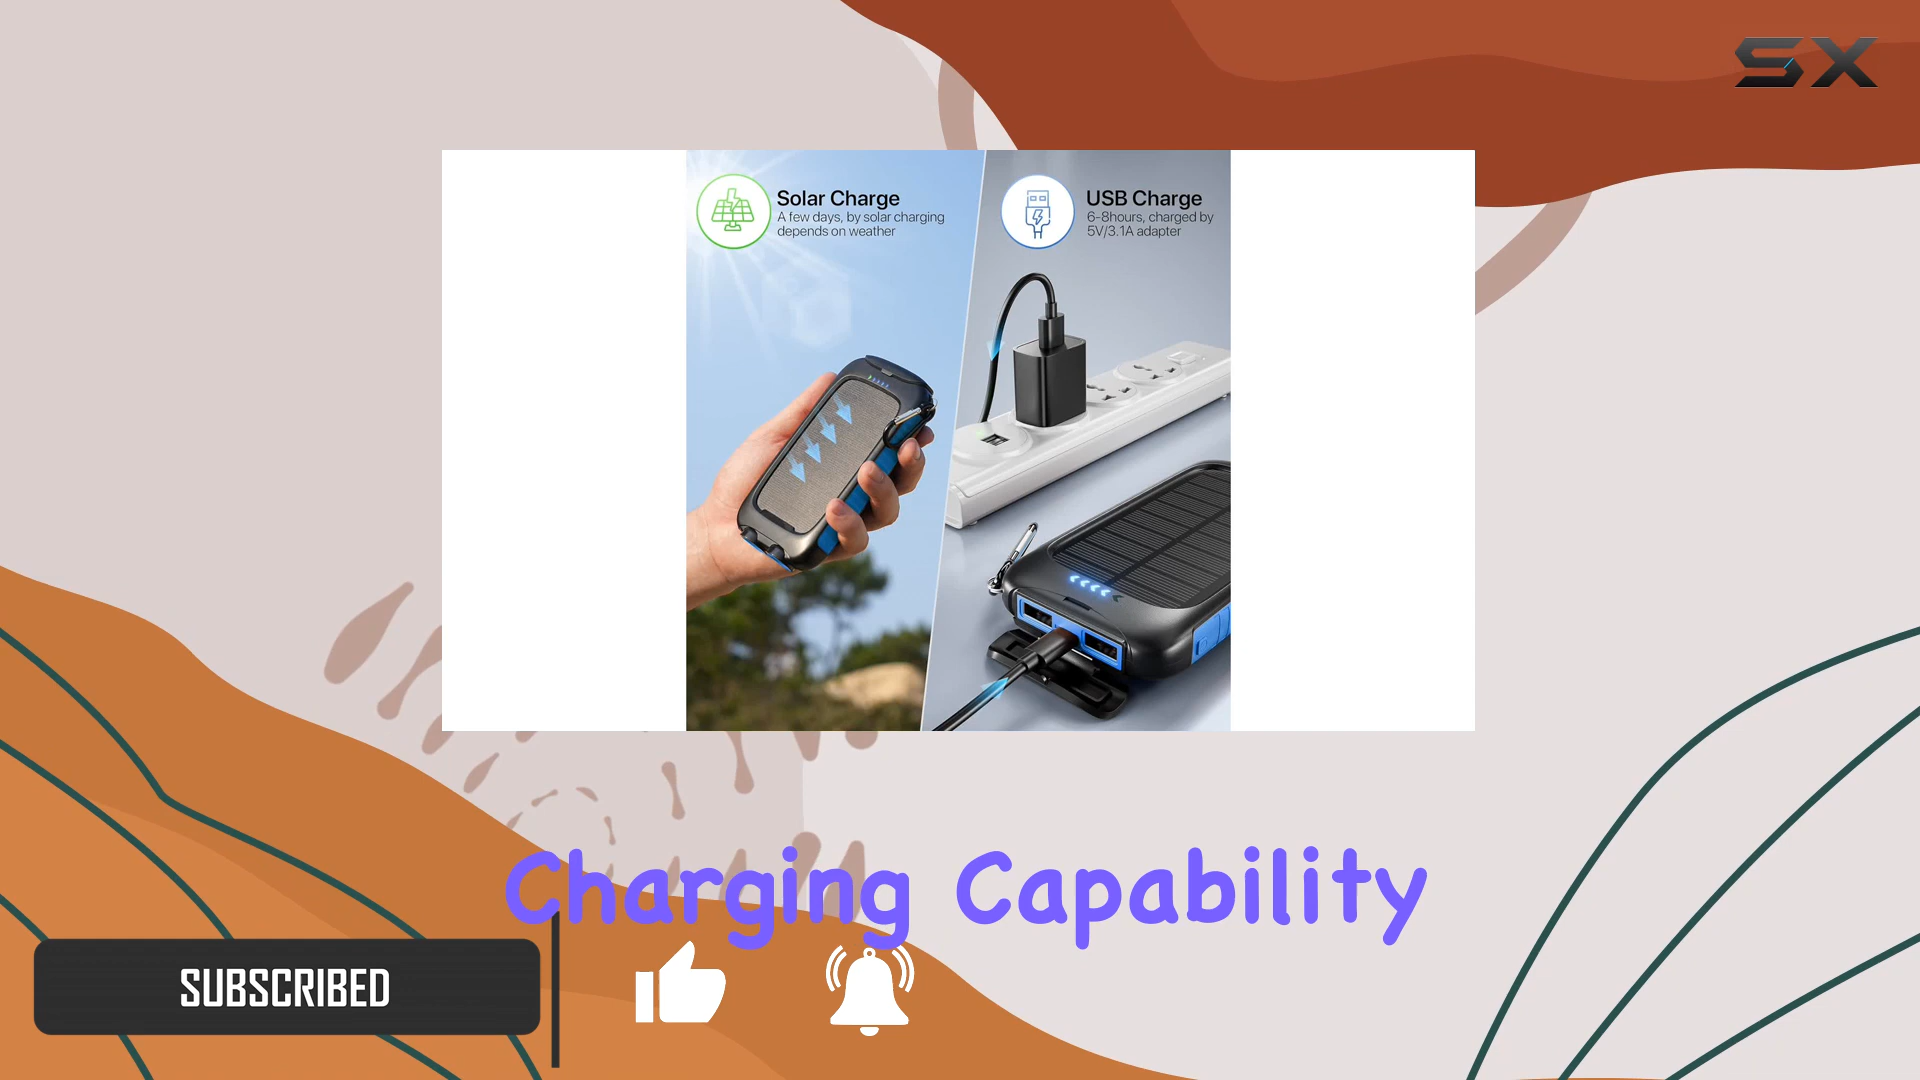 SX
Solar Charge
A few days, by solar charging
depends on weather
USB Charge
6-8hours, charged by
5V/3.1A adapter
Charging Capability
SUBSCRIBED